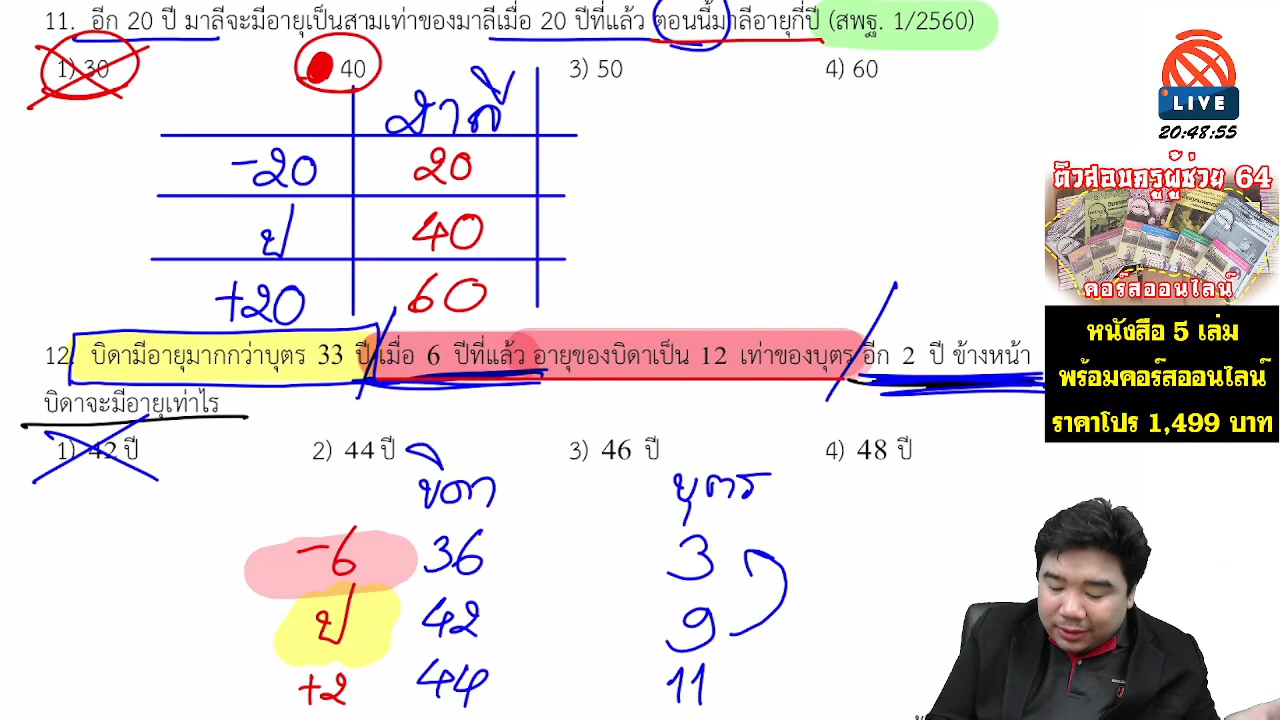 11. อีก 20 ปี มาลีจะมีอายุเป็นสามเท่าของมาลีเมื่อ 20 ปีที่แล้ว ตอนนี้มาลีอายุกี่ปี (สพฐ. 1/2560)
1) 30 40 3) 50 4) 60
มาลี
-20 20
ป 40
+20 60
12. บิดามีอายุมากกว่าบุตร 33 ปี เมื่อ 6 ปีที่แล้ว อายุของบิดาเป็น 12 เท่าของบุตร อีก 2 ปี ข้างหน้า
บิดาจะมีอายุเท่าไร
1) 42 ปี 2) 44 ปี 3) 46 ปี 4) 48 ปี
บิดา บุตร
-6 36 3
ป 42 9
+2 44 11
LIVE
20:48:55
ติวสอบครูผู้ช่วย 64
คอร์สออนไลน์
หนังสือ 5 เล่ม
พร้อมคอร์สออนไลน์
ราคาโปร 1,499 บาท